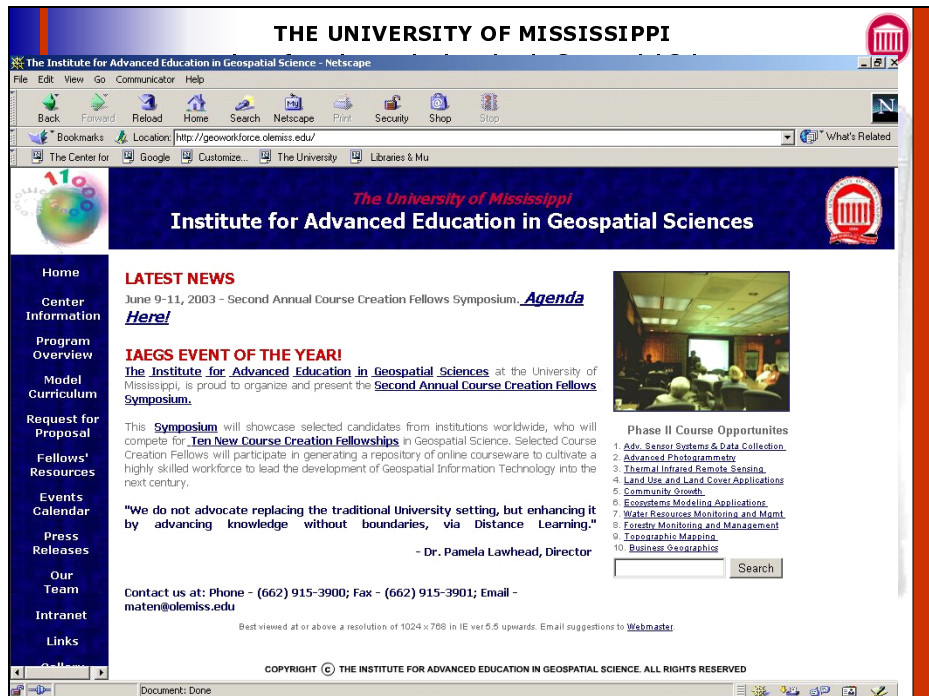 THE UNIVERSITY OF MISSISSIPPI
The Institute for Advanced Education in Geospatial Science - Netscape
File Edit View Go Communicator Help
Back Forward Reload Home Search Netscape Print Security Shop Stop
Bookmarks Location: http://geoworkforce.olemiss.edu/ What's Related
The Center for Google Customize... The University Libraries & Mu
The University of Mississippi
Institute for Advanced Education in Geospatial Sciences
Home
Center
Information
Program
Overview
Model
Curriculum
Request for
Proposal
Fellows'
Resources
Events
Calendar
Press
Releases
Our
Team
Intranet
Links
Gallery
LATEST NEWS
June 9-11, 2003 - Second Annual Course Creation Fellows Symposium. Agenda
Here!
IAEGS EVENT OF THE YEAR!
The Institute for Advanced Education in Geospatial Sciences at the University of
Mississippi, is proud to organize and present the Second Annual Course Creation Fellows
Symposium.
This Symposium will showcase selected candidates from institutions worldwide, who will
compete for Ten New Course Creation Fellowships in Geospatial Science. Selected Course
Creation Fellows will participate in generating a repository of online courseware to cultivate a
highly skilled workforce to lead the development of Geospatial Information Technology into the
next century.
"We do not advocate replacing the traditional University setting, but enhancing it
by advancing knowledge without boundaries, via Distance Learning."
- Dr. Pamela Lawhead, Director
Contact us at: Phone - (662) 915-3900; Fax - (662) 915-3901; Email -
maten@olemiss.edu
Phase II Course Opportunites
1. Adv. Sensor Systems & Data Collection
2. Advanced Photogrammetry
3. Thermal Infrared Remote Sensing
4. Land Use and Land Cover Applications
5. Community Growth
6. Ecosystems Modeling Applications
7. Water Resources Monitoring and Mgmt
8. Forestry Monitoring and Management
9. Topographic Mapping
10. Business Geographics
Search
Best viewed at or above a resolution of 1024 x 768 in IE ver 5.5 upwards. Email suggestions to Webmaster.
COPYRIGHT © THE INSTITUTE FOR ADVANCED EDUCATION IN GEOSPATIAL SCIENCE. ALL RIGHTS RESERVED
Document: Done